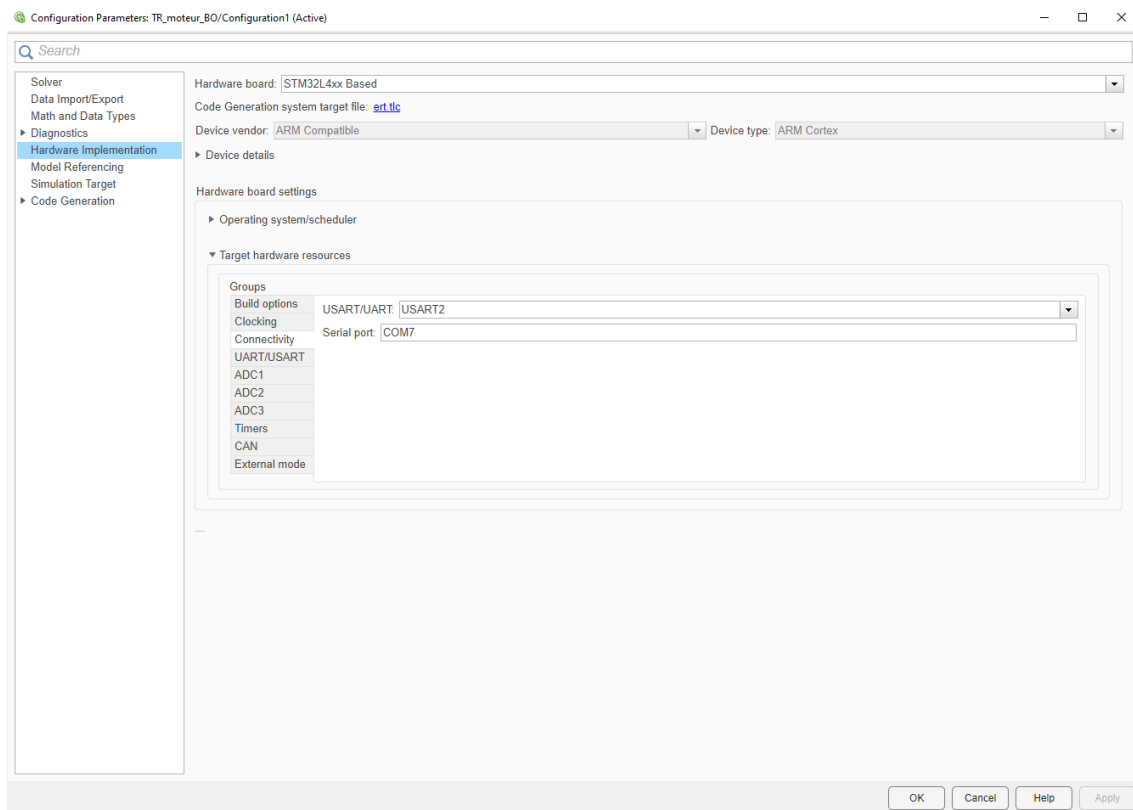 Configuration Parameters: TR_moteur_BO/Configuration1 (Active)
Search
Solver
Data Import/Export
Math and Data Types
Diagnostics
Hardware Implementation
Model Referencing
Simulation Target
Code Generation
Hardware board: STM32L4xx Based
Code Generation system target file: ert.tlc
Device vendor: ARM Compatible Device type: ARM Cortex
Device details
Hardware board settings
Operating system/scheduler
Target hardware resources
Groups
Build options
Clocking
Connectivity
UART/USART
ADC1
ADC2
ADC3
Timers
CAN
External mode
USART/UART: USART2
Serial port: COM7
...
OK Cancel Help Apply